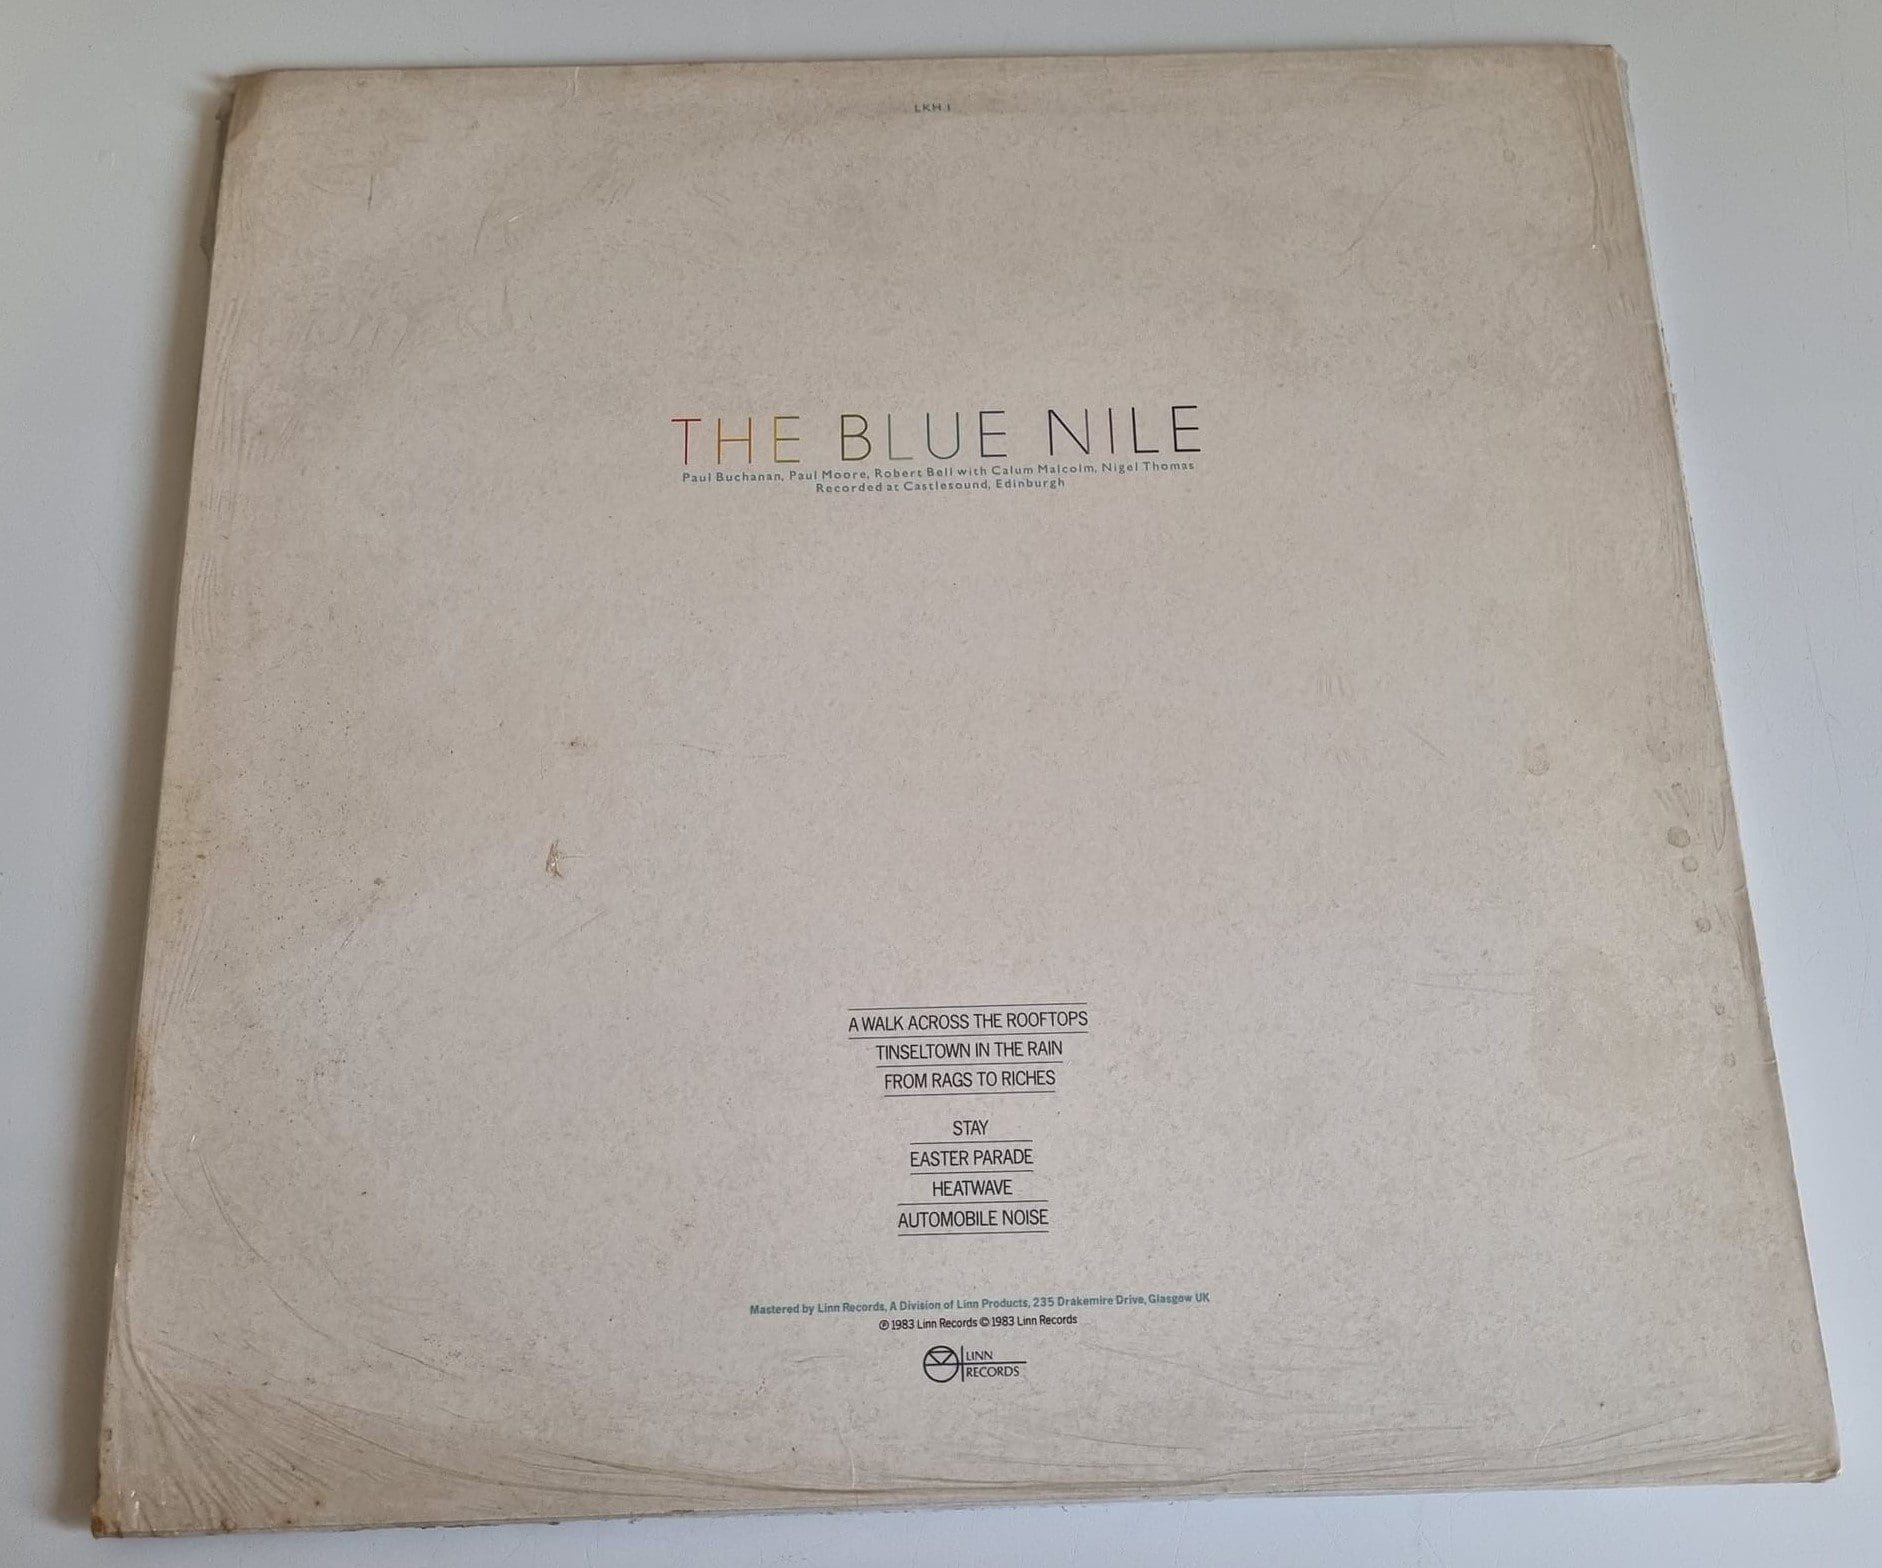 LKH 1
THE BLUE NILE
Paul Buchanan, Paul Moore, Robert Bell with Calum Malcolm, Nigel Thomas
Recorded at Castlesound, Edinburgh
A WALK ACROSS THE ROOFTOPS
TINSELTOWN IN THE RAIN
FROM RAGS TO RICHES
STAY
EASTER PARADE
HEATWAVE
AUTOMOBILE NOISE
Mastered by Linn Records, A Division of Linn Products, 235 Drakemire Drive, Glasgow UK
℗ 1983 Linn Records © 1983 Linn Records
LINN
RECORDS